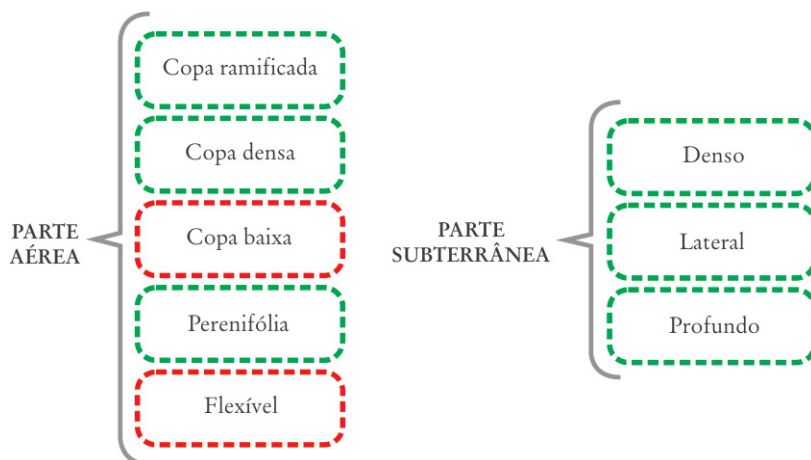 PARTE
AÉREA
Copa ramificada
Copa densa
Copa baixa
Perenifólia
Flexível
PARTE
SUBTERRÂNEA
Denso
Lateral
Profundo